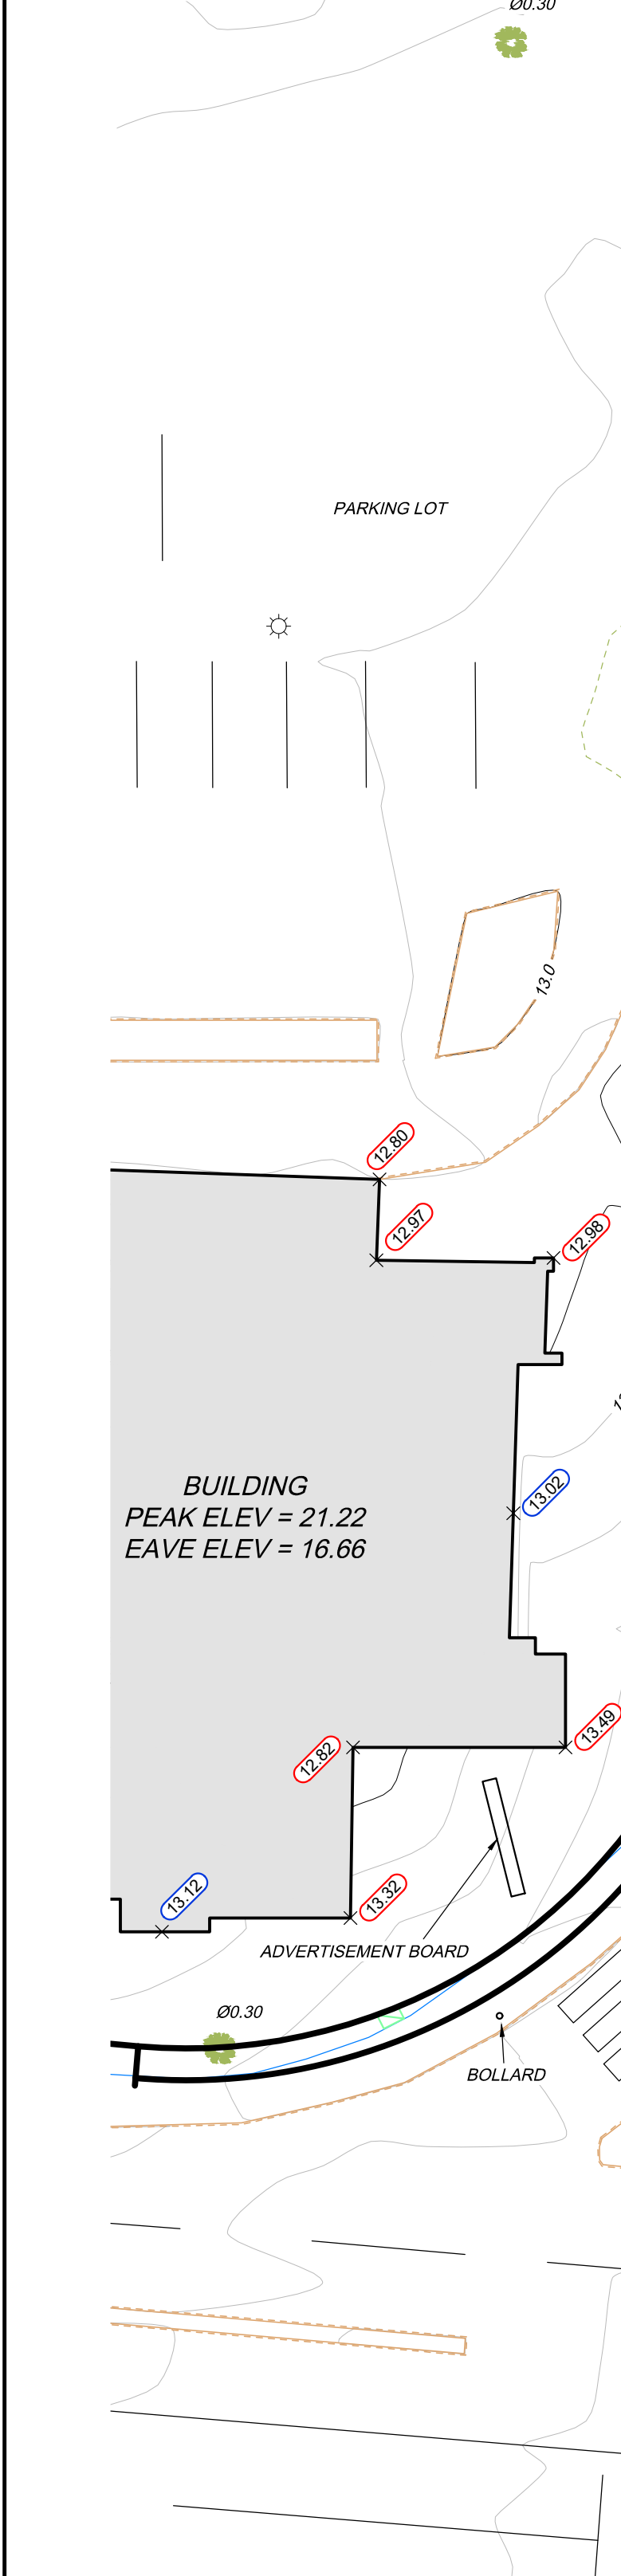 Ø0.30
PARKING LOT
13.0
12.80
12.97
12.98
BUILDING
PEAK ELEV = 21.22
EAVE ELEV = 16.66
13.02
13.49
12.82
13.12
13.32
ADVERTISEMENT BOARD
Ø0.30
BOLLARD